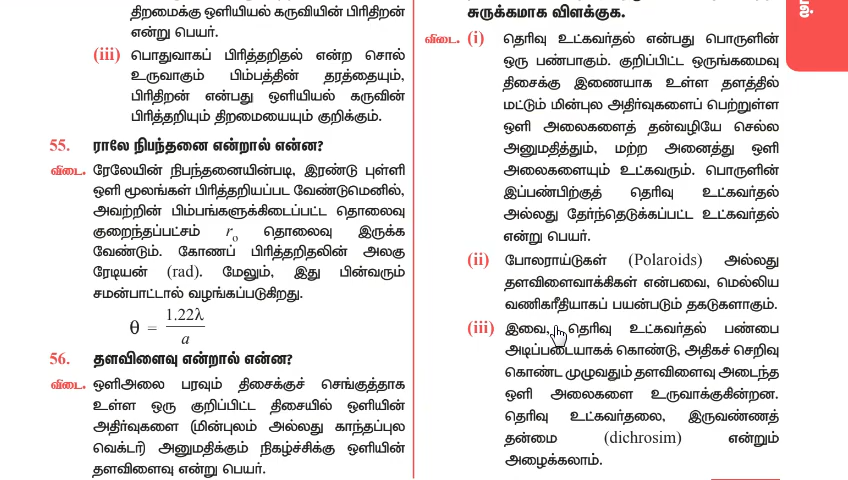 திறமைக்கு ஒளியியல் கருவியின் பிரிதிறன்
என்று பெயர்.
(iii) பொதுவாகப் பிரித்தறிதல் என்ற சொல்
உருவாகும் பிம்பத்தின் தரத்தையும்,
பிரிதிறன் என்பது ஒளியியல் கருவின்
பிரித்தறியும் திறமையையும் குறிக்கும்.
55. ராலே நிபந்தனை என்றால் என்ன?
விடை. ரேலேயின் நிபந்தனையின்படி, இரண்டு புள்ளி
ஒளி மூலங்கள் பிரித்தறியப்பட வேண்டுமெனில்,
அவற்றின் பிம்பங்களுக்கிடைப்பட்ட தொலைவு
குறைந்தப்பட்சம் r₀ தொலைவு இருக்க
வேண்டும். கோணப் பிரித்தறிதலின் அலகு
ரேடியன் (rad). மேலும், இது பின்வரும்
சமன்பாட்டால் வழங்கப்படுகிறது.
θ = 1.22λ / a
56. தளவிளைவு என்றால் என்ன?
விடை. ஒளிஅலை பரவும் திசைக்குச் செங்குத்தாக
உள்ள ஒரு குறிப்பிட்ட திசையில் ஒளியின்
அதிர்வுகளை (மின்புலம் அல்லது காந்தப்புல
வெக்டர்) அனுமதிக்கும் நிகழ்ச்சிக்கு ஒளியின்
தளவிளைவு என்று பெயர்.
சுருக்கமாக விளக்குக.
விடை. (i) தெரிவு உட்கவர்தல் என்பது பொருளின்
ஒரு பண்பாகும். குறிப்பிட்ட ஒருங்கமைவு
திசைக்கு இணையாக உள்ள தளத்தில்
மட்டும் மின்புல அதிர்வுகளைப் பெற்றுள்ள
ஒளி அலைகளைத் தன்வழியே செல்ல
அனுமதித்தும், மற்ற அனைத்து ஒளி
அலைகளையும் உட்கவரும். பொருளின்
இப்பண்பிற்குத் தெரிவு உட்கவர்தல்
அல்லது தேர்ந்தெடுக்கப்பட்ட உட்கவர்தல்
என்று பெயர்.
(ii) போலராய்டுகள் (Polaroids) அல்லது
தளவிளைவாக்கிகள் என்பவை, மெல்லிய
வணிகரீதியாகப் பயன்படும் தகடுகளாகும்.
(iii) இவை, தெரிவு உட்கவர்தல் பண்பை
அடிப்படையாகக் கொண்டு, அதிகச் செறிவு
கொண்ட முழுவதும் தளவிளைவு அடைந்த
ஒளி அலைகளை உருவாக்குகின்றன.
தெரிவு உட்கவர்தலை, இருவண்ணத்
தன்மை (dichrosim) என்றும்
அழைக்கலாம்.